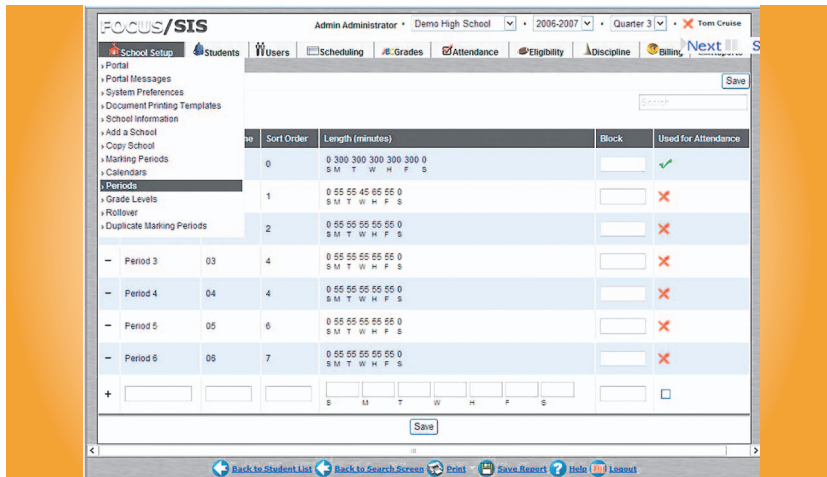 FOCUS/SIS Admin Administrator • Demo High School • 2006-2007 • Quarter 3 • Tom Cruise
School Setup Students Users Scheduling Grades Attendance Eligibility Discipline Billing Next
Portal
Portal Messages
System Preferences
Document Printing Templates
School Information
Add a School
Copy School
Marking Periods
Calendars
Periods
Grade Levels
Rollover
Duplicate Marking Periods
Save
Search
Sort Order Length (minutes) Block Used for Attendance
0 0 300 300 300 300 300 0
S M T W H F S
1 0 55 55 45 65 55 0
S M T W H F S
2 0 55 55 55 55 55 0
S M T W H F S
− Period 3 03 4 0 55 55 55 55 55 0
S M T W H F S
− Period 4 04 4 0 55 55 55 55 55 0
S M T W H F S
− Period 5 05 6 0 55 55 55 55 55 0
S M T W H F S
− Period 6 06 7 0 55 55 55 55 55 0
S M T W H F S
+
S M T W H F S
Save
Back to Student List Back to Search Screen Print Save Report Help Logout